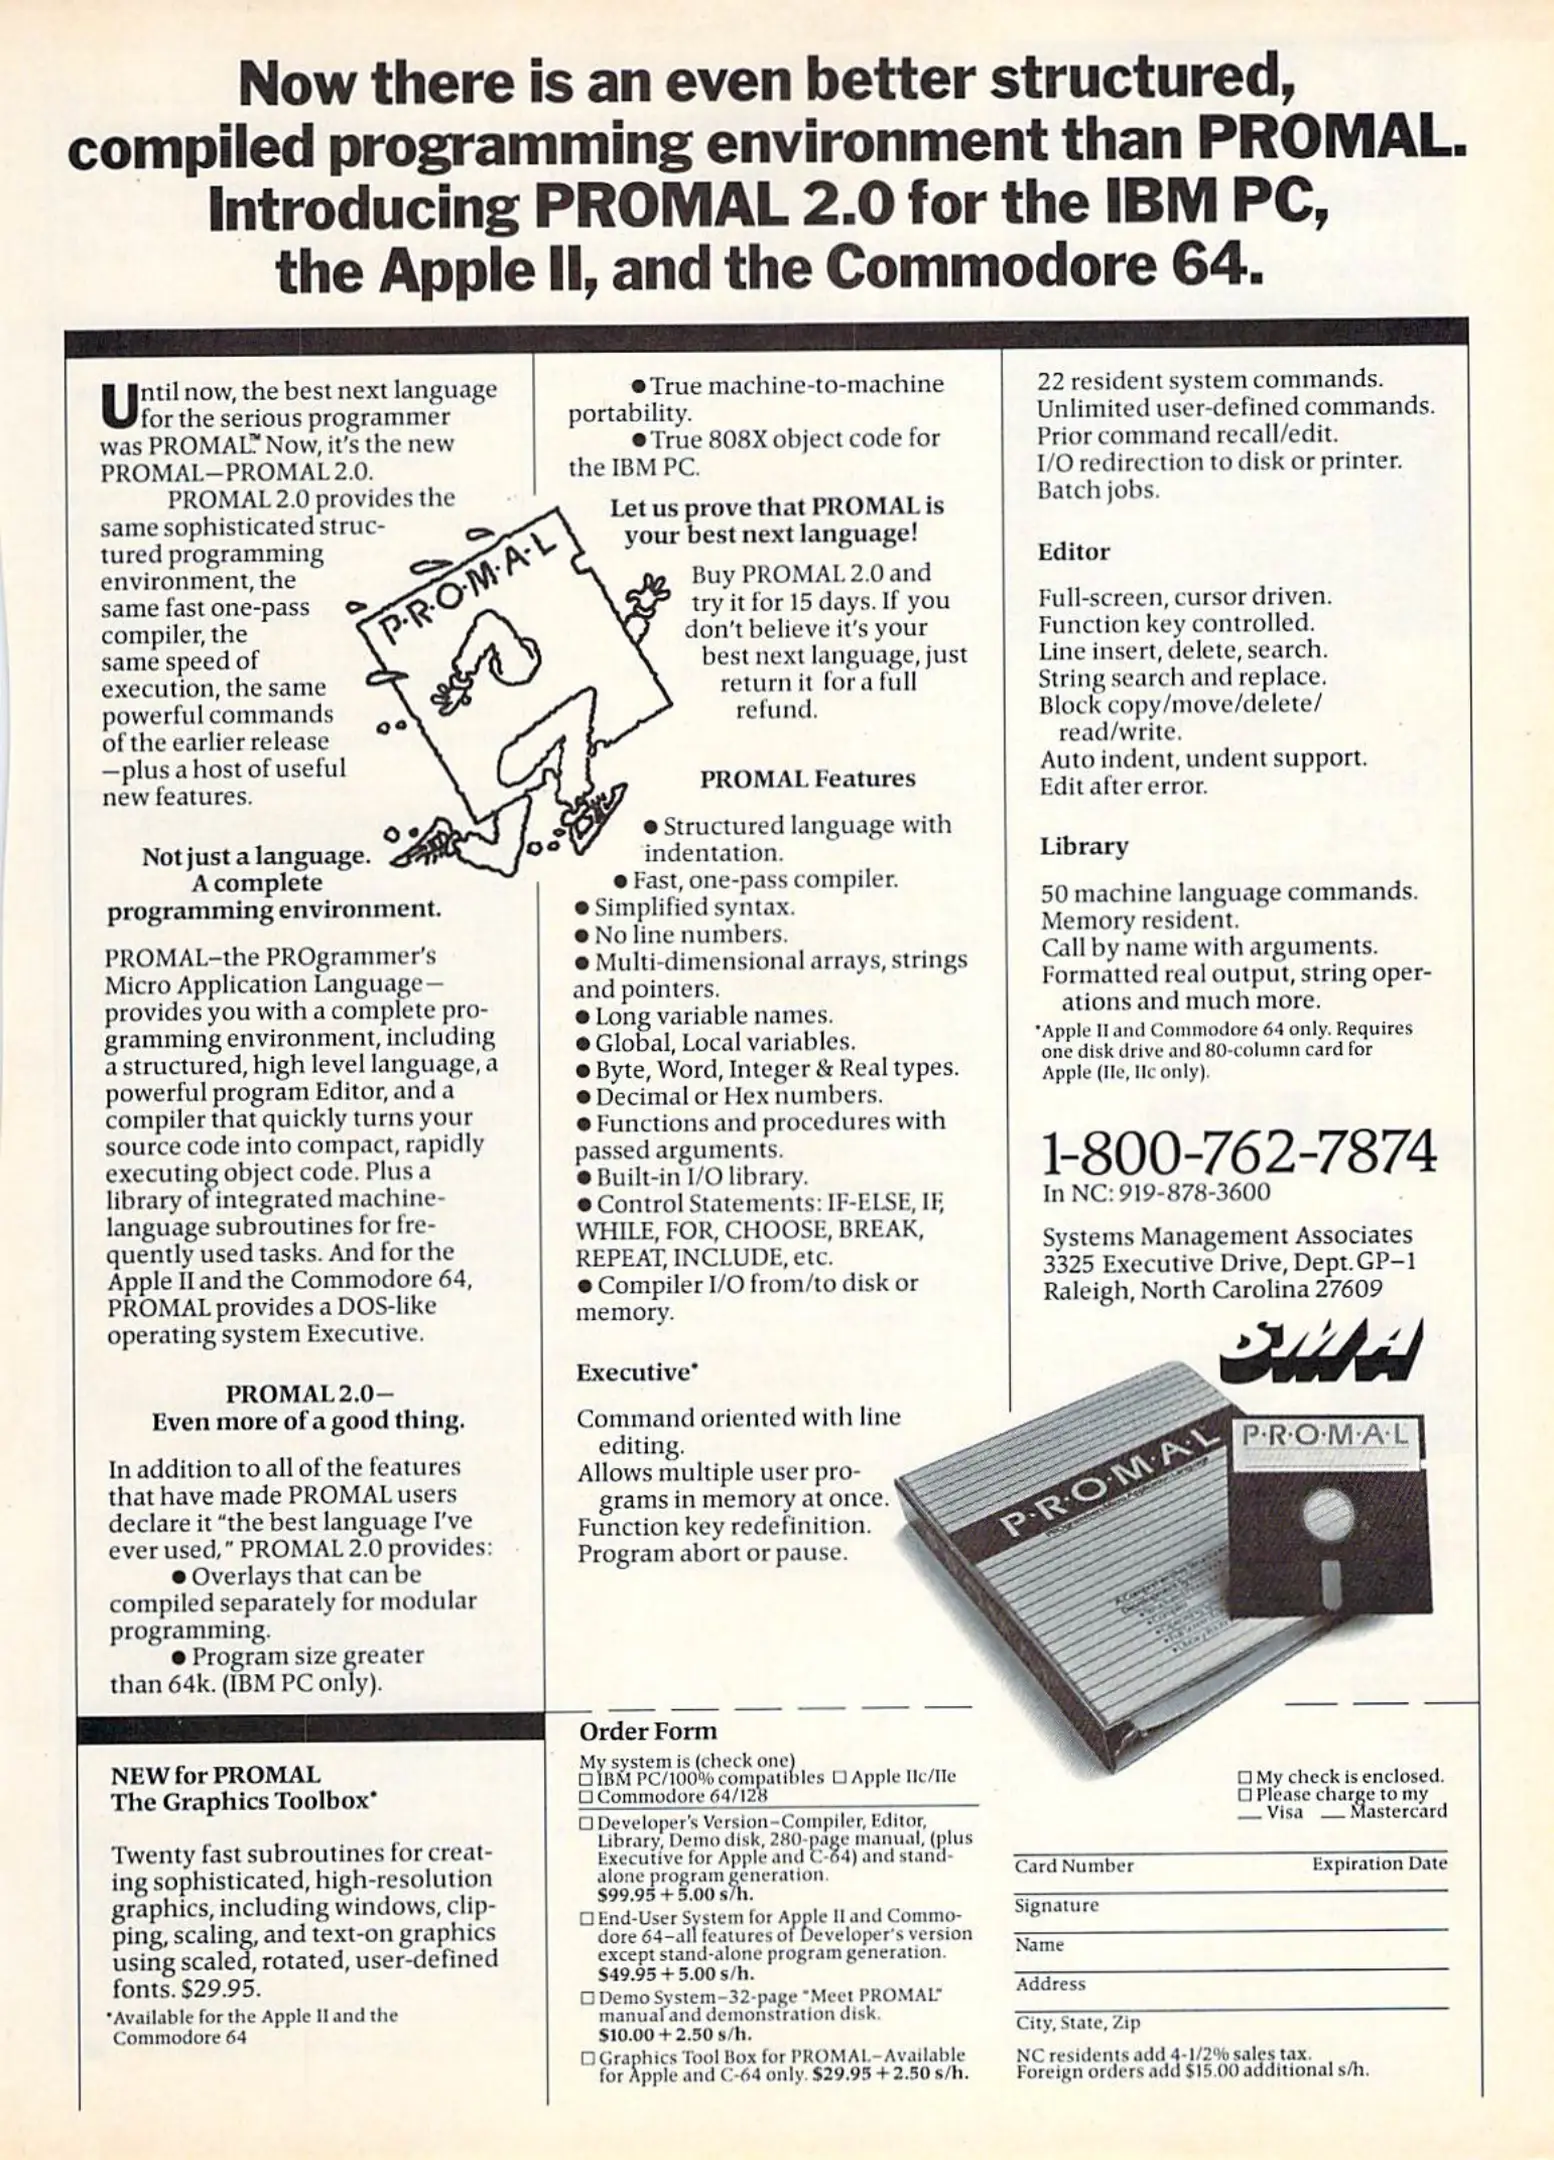 Now there is an even better structured,
compiled programming environment than PROMAL.
Introducing PROMAL 2.0 for the IBM PC,
the Apple II, and the Commodore 64.
Until now, the best next language
for the serious programmer
was PROMAL.™ Now, it's the new
PROMAL—PROMAL 2.0.
PROMAL 2.0 provides the
same sophisticated struc-
tured programming
environment, the
same fast one-pass
compiler, the
same speed of
execution, the same
powerful commands
of the earlier release
—plus a host of useful
new features.
Not just a language.
A complete
programming environment.
PROMAL—the PROgrammer's
Micro Application Language—
provides you with a complete pro-
gramming environment, including
a structured, high level language, a
powerful program Editor, and a
compiler that quickly turns your
source code into compact, rapidly
executing object code. Plus a
library of integrated machine-
language subroutines for fre-
quently used tasks. And for the
Apple II and the Commodore 64,
PROMAL provides a DOS-like
operating system Executive.
PROMAL 2.0—
Even more of a good thing.
In addition to all of the features
that have made PROMAL users
declare it "the best language I've
ever used," PROMAL 2.0 provides:
● Overlays that can be
compiled separately for modular
programming.
● Program size greater
than 64k. (IBM PC only).
● True machine-to-machine
portability.
● True 808X object code for
the IBM PC.
P·R·O·M·A·L
Let us prove that PROMAL is
your best next language!
Buy PROMAL 2.0 and
try it for 15 days. If you
don't believe it's your
best next language, just
return it for a full
refund.
PROMAL Features
● Structured language with
indentation.
● Fast, one-pass compiler.
● Simplified syntax.
● No line numbers.
● Multi-dimensional arrays, strings
and pointers.
● Long variable names.
● Global, Local variables.
● Byte, Word, Integer & Real types.
● Decimal or Hex numbers.
● Functions and procedures with
passed arguments.
● Built-in I/O library.
● Control Statements: IF-ELSE, IF,
WHILE, FOR, CHOOSE, BREAK,
REPEAT, INCLUDE, etc.
● Compiler I/O from/to disk or
memory.
Executive*
Command oriented with line
editing.
Allows multiple user pro-
grams in memory at once.
Function key redefinition.
Program abort or pause.
22 resident system commands.
Unlimited user-defined commands.
Prior command recall/edit.
I/O redirection to disk or printer.
Batch jobs.
Editor
Full-screen, cursor driven.
Function key controlled.
Line insert, delete, search.
String search and replace.
Block copy/move/delete/
read/write.
Auto indent, undent support.
Edit after error.
Library
50 machine language commands.
Memory resident.
Call by name with arguments.
Formatted real output, string oper-
ations and much more.
*Apple II and Commodore 64 only. Requires
one disk drive and 80-column card for
Apple (IIe, IIc only).
1-800-762-7874
In NC: 919-878-3600
Systems Management Associates
3325 Executive Drive, Dept. GP-1
Raleigh, North Carolina 27609
SMA
P·R·O·M·A·L
PROgrammer's Micro Application Language
P·R·O·M·A·L
NEW for PROMAL
The Graphics Toolbox*
Twenty fast subroutines for creat-
ing sophisticated, high-resolution
graphics, including windows, clip-
ping, scaling, and text-on graphics
using scaled, rotated, user-defined
fonts. $29.95.
*Available for the Apple II and the
Commodore 64
Order Form
My system is (check one)
□ IBM PC/100% compatibles □ Apple IIc/IIe
□ Commodore 64/128
□ Developer's Version—Compiler, Editor,
Library, Demo disk, 280-page manual, (plus
Executive for Apple and C-64) and stand-
alone program generation.
$99.95 + 5.00 s/h.
□ End-User System for Apple II and Commo-
dore 64—all features of Developer's version
except stand-alone program generation.
$49.95 + 5.00 s/h.
□ Demo System—32-page "Meet PROMAL"
manual and demonstration disk.
$10.00 + 2.50 s/h.
□ Graphics Tool Box for PROMAL—Available
for Apple and C-64 only. $29.95 + 2.50 s/h.
□ My check is enclosed.
□ Please charge to my
__ Visa __ Mastercard
Card Number Expiration Date
Signature
Name
Address
City, State, Zip
NC residents add 4-1/2% sales tax.
Foreign orders add $15.00 additional s/h.